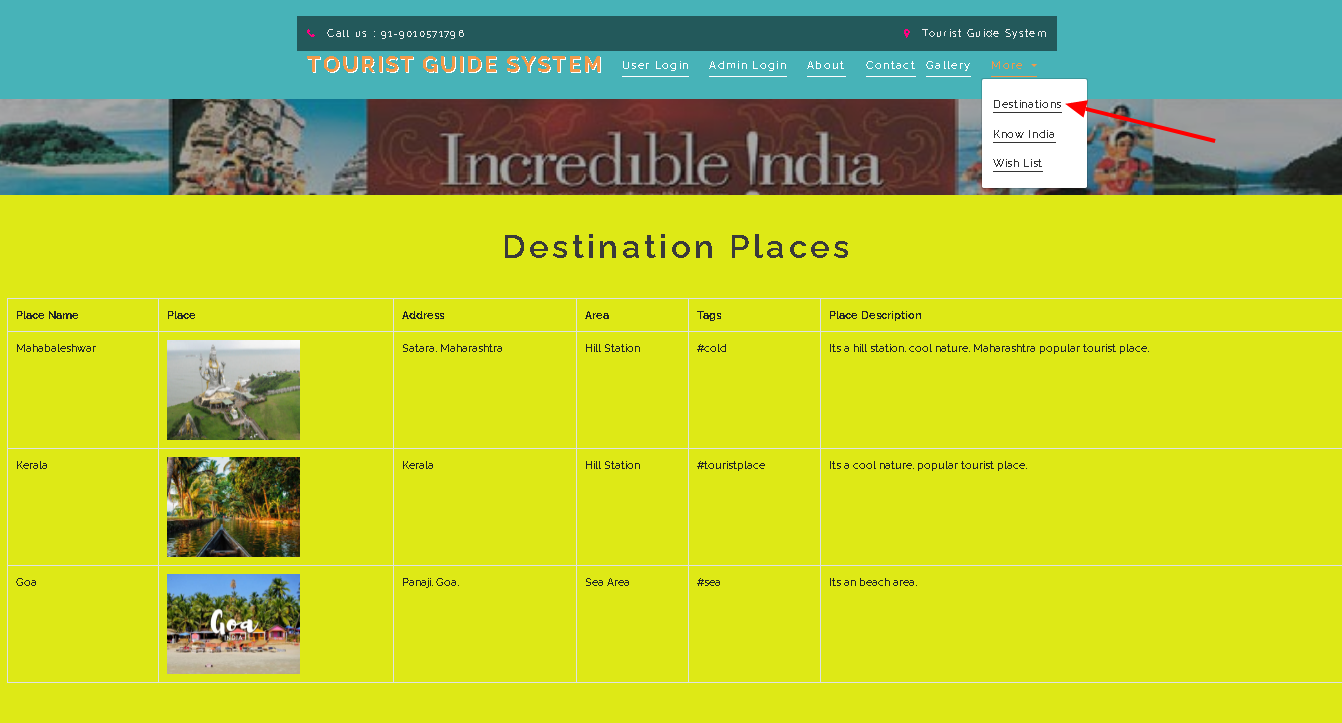 Call us : 91-9010571796
Tourist Guide System
TOURIST GUIDE SYSTEM
User Login
Admin Login
About
Contact
Gallery
More
Destinations
Know India
Wish List
Incredible !ndia
Destination Places
Place Name
Place
Address
Area
Tags
Place Description
Mahabaleshwar
Satara, Maharashtra
Hill Station
#cold
Its a hill station. cool nature. Maharashtra popular tourist place.
Kerala
Kerala
Hill Station
#touristplace
Its a cool nature. popular tourist place.
Goa
Goa
INDIA
Panaji, Goa.
Sea Area
#sea
Its an beach area.